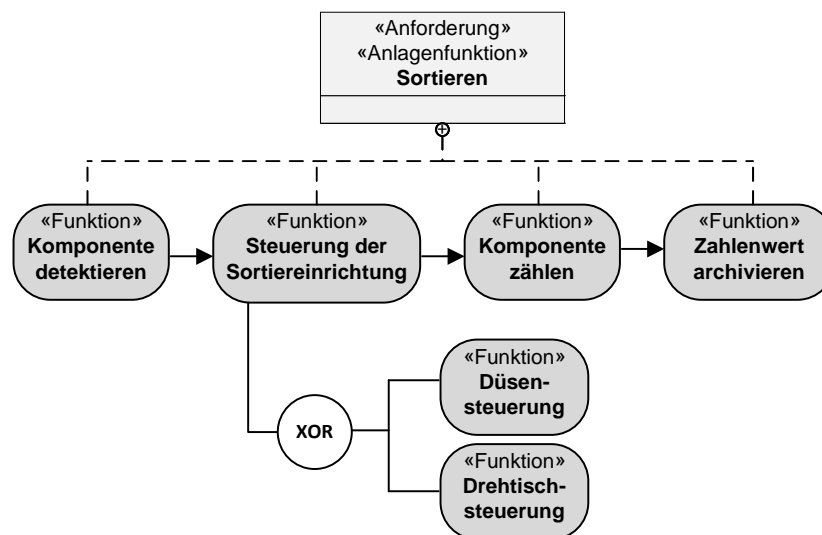 «Anforderung»
«Anlagenfunktion»
Sortieren
«Funktion»
Komponente
detektieren
«Funktion»
Steuerung der
Sortiereinrichtung
«Funktion»
Komponente
zählen
«Funktion»
Zahlenwert
archivieren
XOR
«Funktion»
Düsen-
steuerung
«Funktion»
Drehtisch-
steuerung